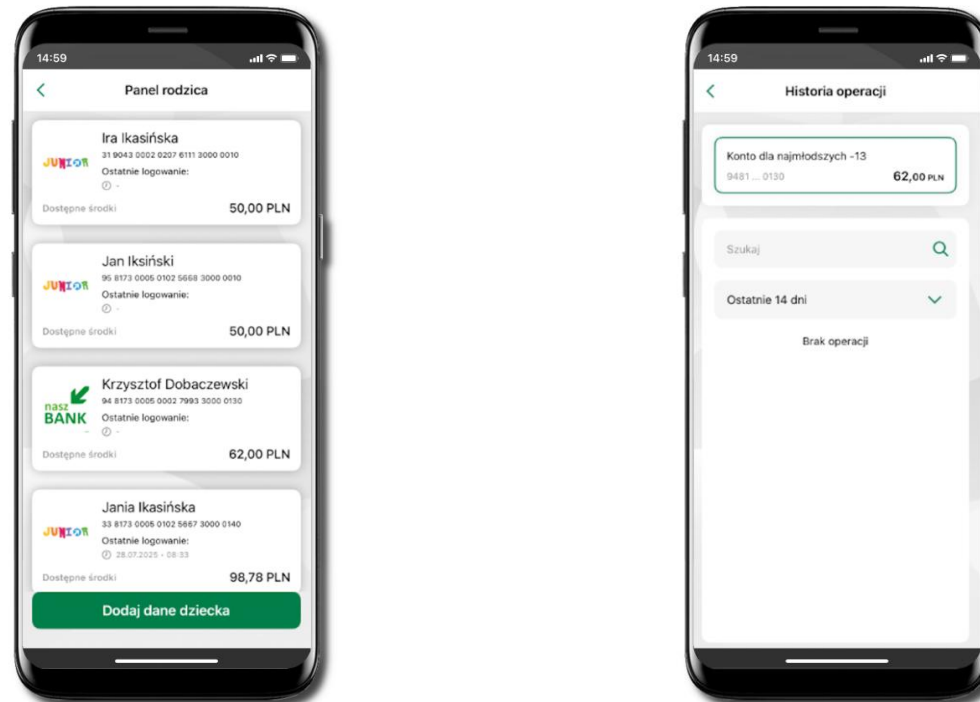 14:59
Panel rodzica
JUNIOR
Ira Ikasińska
31 9043 0002 0207 6111 3000 0010
Ostatnie logowanie:
-
Dostępne środki
50,00 PLN
JUNIOR
Jan Iksiński
95 8173 0005 0102 5668 3000 0010
Ostatnie logowanie:
-
Dostępne środki
50,00 PLN
nasz
BANK
Krzysztof Dobaczewski
94 8173 0005 0002 7993 3000 0130
Ostatnie logowanie:
-
Dostępne środki
62,00 PLN
JUNIOR
Jania Ikasińska
33 8173 0005 0102 5667 3000 0140
Ostatnie logowanie:
28.07.2025 - 08:33
Dostępne środki
98,78 PLN
Dodaj dane dziecka
14:59
Historia operacji
Konto dla najmłodszych -13
9481 ... 0130
62,00 PLN
Szukaj
Ostatnie 14 dni
Brak operacji